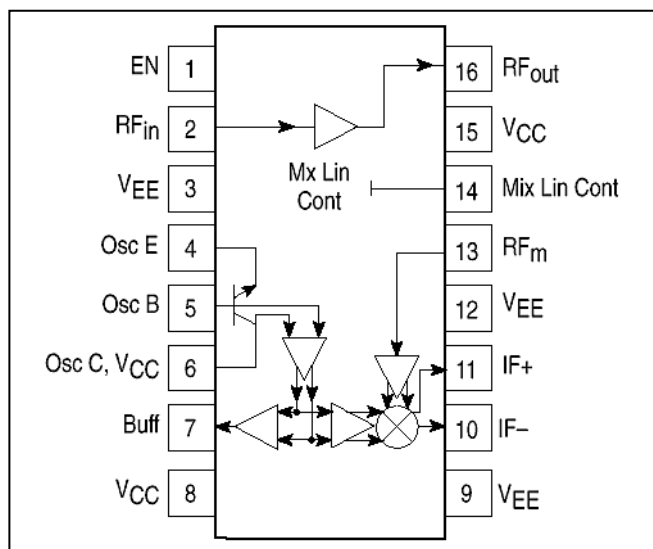 EN 1
RFin 2
VEE 3
Osc E 4
Osc B 5
Osc C, VCC 6
Buff 7
VCC 8
Mx Lin
Cont
16 RFout
15 VCC
14 Mix Lin Cont
13 RFm
12 VEE
11 IF+
10 IF–
9 VEE